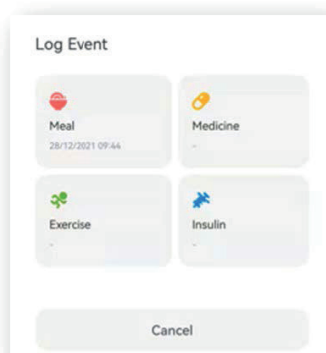 Log Event
Meal
28/12/2021 09:44
Medicine
-
Exercise
-
Insulin
-
Cancel